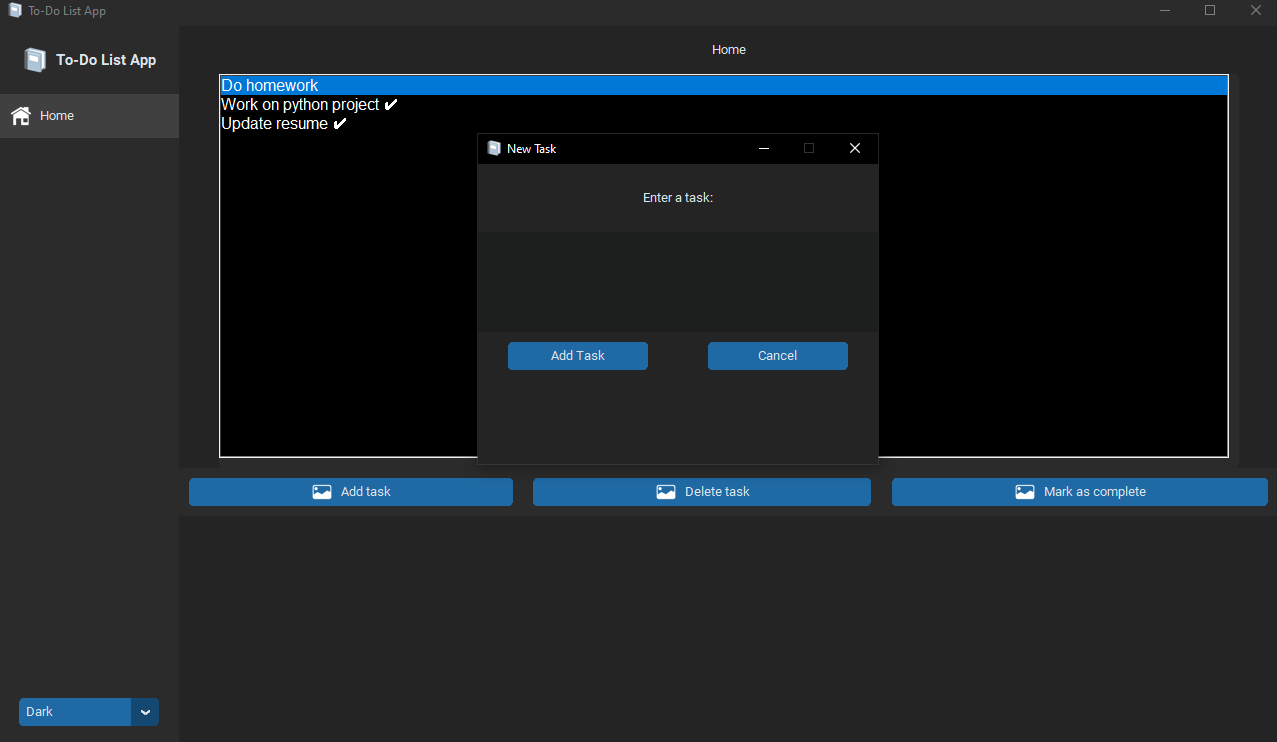 To-Do List App
To-Do List App
Home
Home
Do homework
Work on python project ✔
Update resume ✔
New Task
Enter a task:
Add Task
Cancel
Add task
Delete task
Mark as complete
Dark